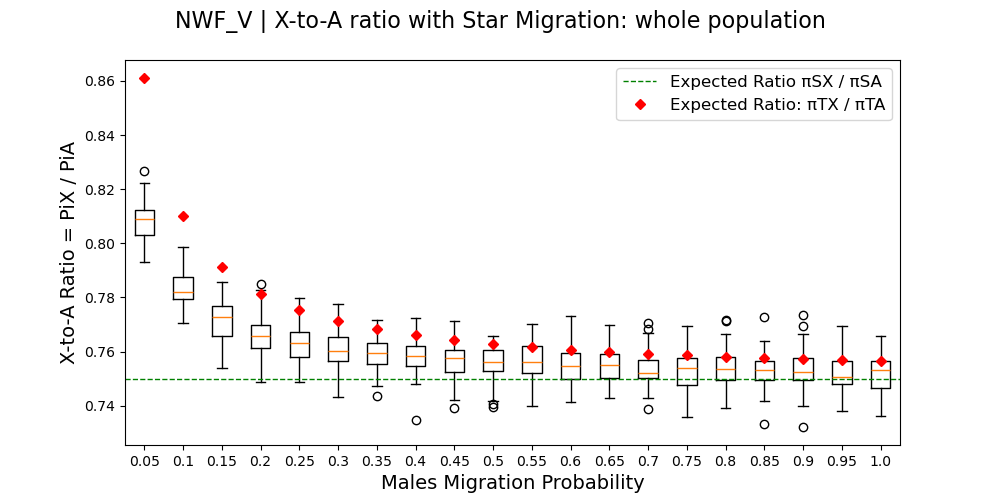 NWF_V | X-to-A ratio with Star Migration: whole population
Expected Ratio πSX / πSA
Expected Ratio: πTX / πTA
X-to-A Ratio = PiX / PiA
0.86
0.84
0.82
0.80
0.78
0.76
0.74
0.05 0.1 0.15 0.2 0.25 0.3 0.35 0.4 0.45 0.5 0.55 0.6 0.65 0.7 0.75 0.8 0.85 0.9 0.95 1.0
Males Migration Probability